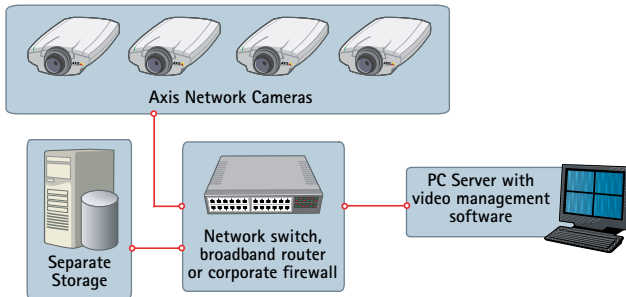 Axis Network Cameras
Separate
Storage
Network switch,
broadband router
or corporate firewall
PC Server with
video management
software